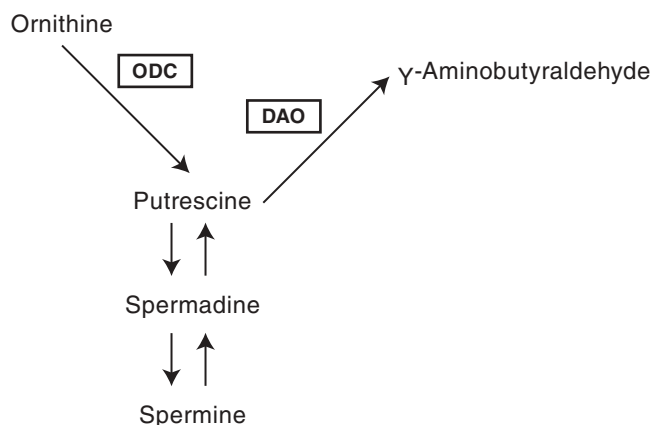 Ornithine
ODC
γ-Aminobutyraldehyde
DAO
Putrescine
Spermadine
Spermine